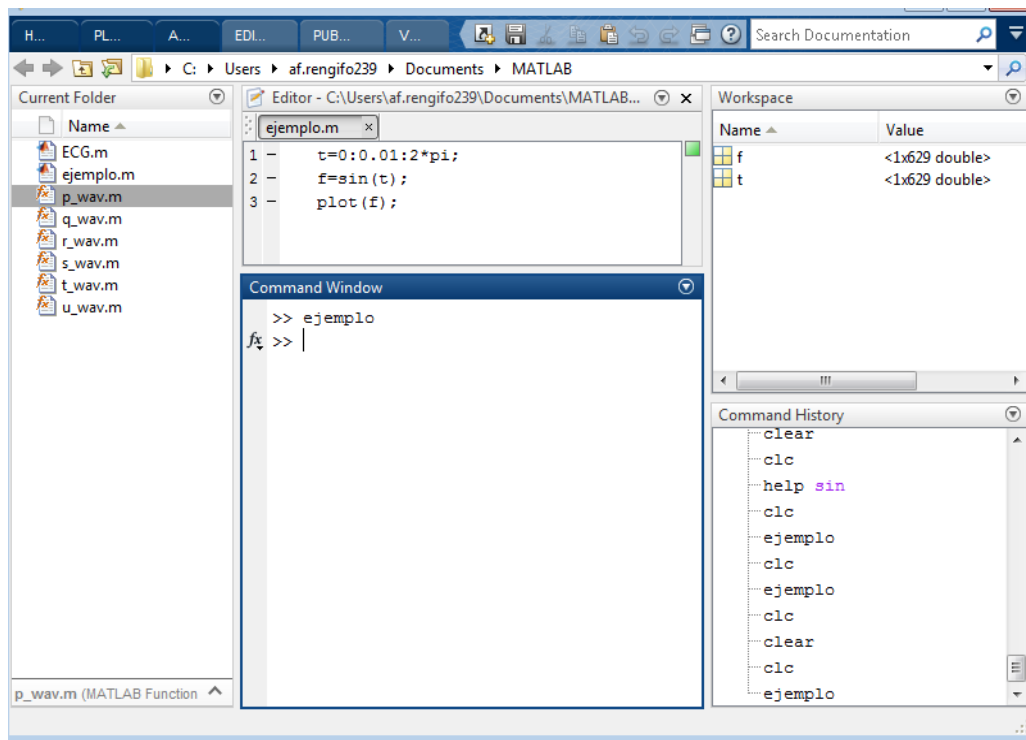 H... PL... A... EDI... PUB... V... Search Documentation
C: Users af.rengifo239 Documents MATLAB
Current Folder
Name
ECG.m
ejemplo.m
p_wav.m
q_wav.m
r_wav.m
s_wav.m
t_wav.m
u_wav.m
p_wav.m (MATLAB Function
Editor - C:\Users\af.rengifo239\Documents\MATLAB...
ejemplo.m
1 - t=0:0.01:2*pi;
2 - f=sin(t);
3 - plot(f);
Command Window
>> ejemplo
fx >>
Workspace
Name Value
f <1x629 double>
t <1x629 double>
Command History
clear
clc
help sin
clc
ejemplo
clc
ejemplo
clc
clear
clc
ejemplo